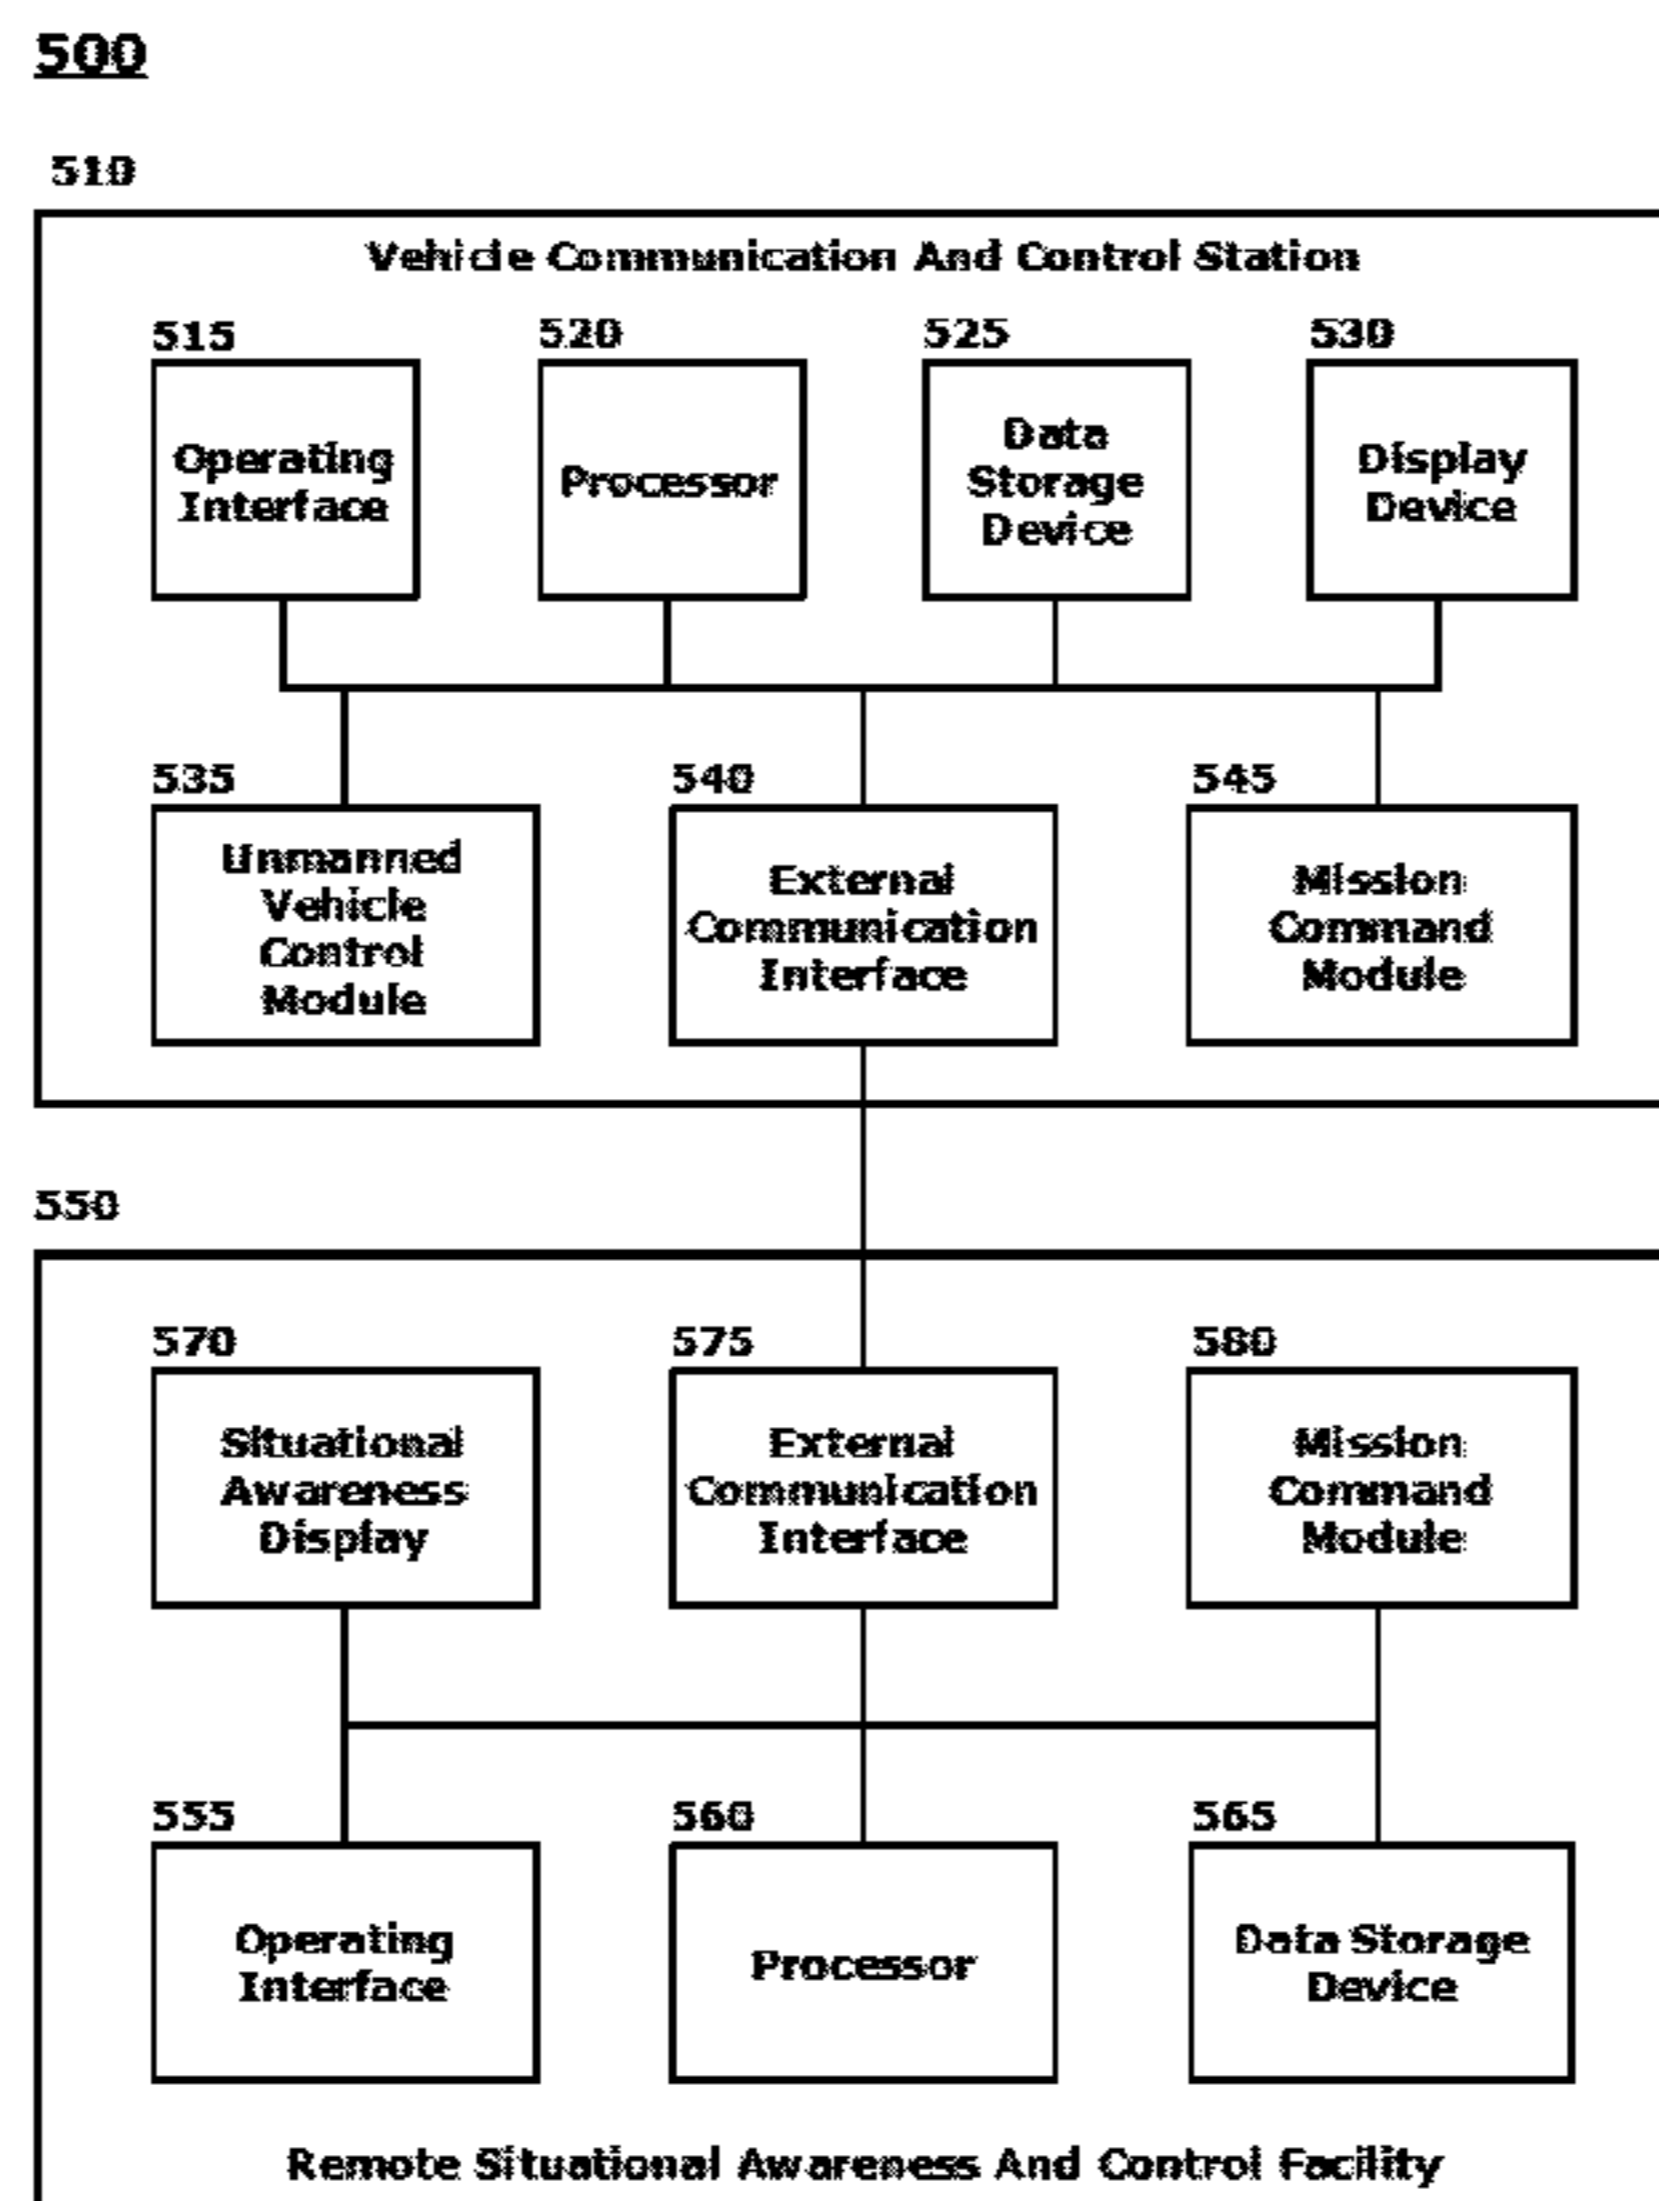 500
510
Vehicle Communication And Control Station
515
520
525
530
Operating
Interface
Processor
Data
Storage
Device
Display
Device
535
540
545
Unmanned
Vehicle
Control
Module
External
Communication
Interface
Mission
Command
Module
550
570
575
580
Situational
Awareness
Display
External
Communication
Interface
Mission
Command
Module
555
560
565
Operating
Interface
Processor
Data Storage
Device
Remote Situational Awareness And Control Facility